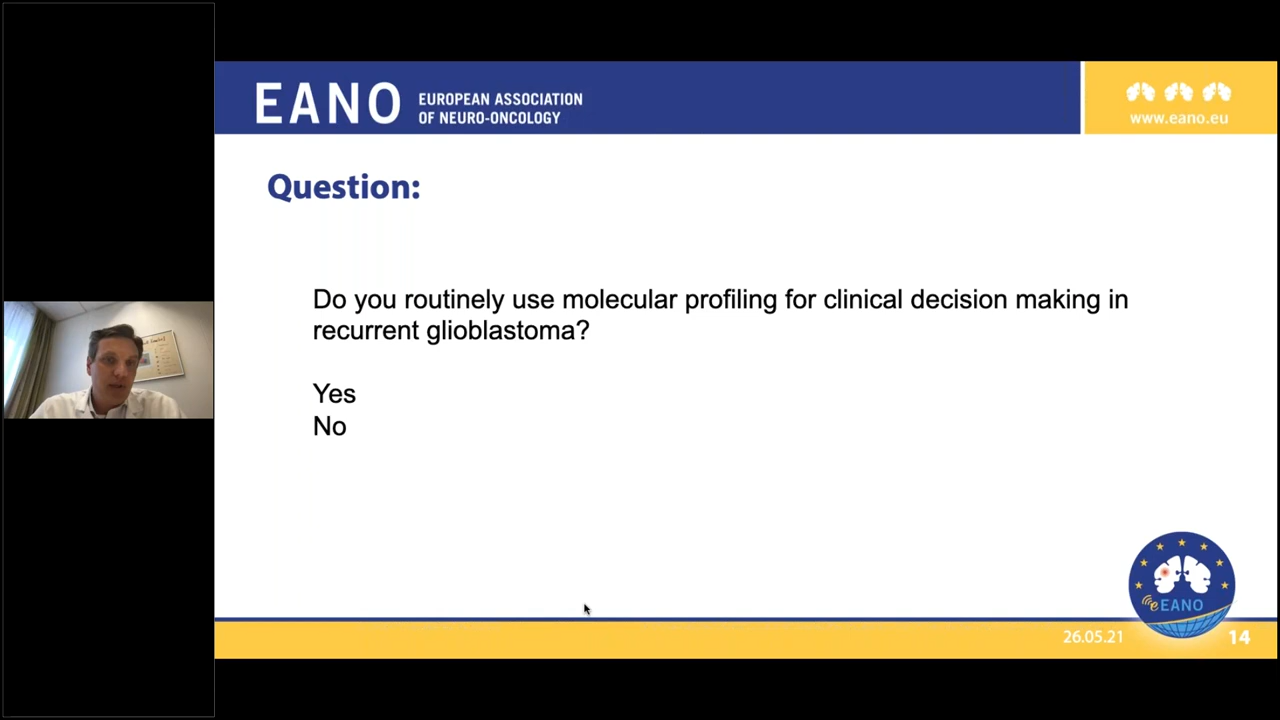 EANO
EUROPEAN ASSOCIATION
OF NEURO-ONCOLOGY
www.eano.eu
Question:
Do you routinely use molecular profiling for clinical decision making in
recurrent glioblastoma?
Yes
No
eEANO
26.05.21
14